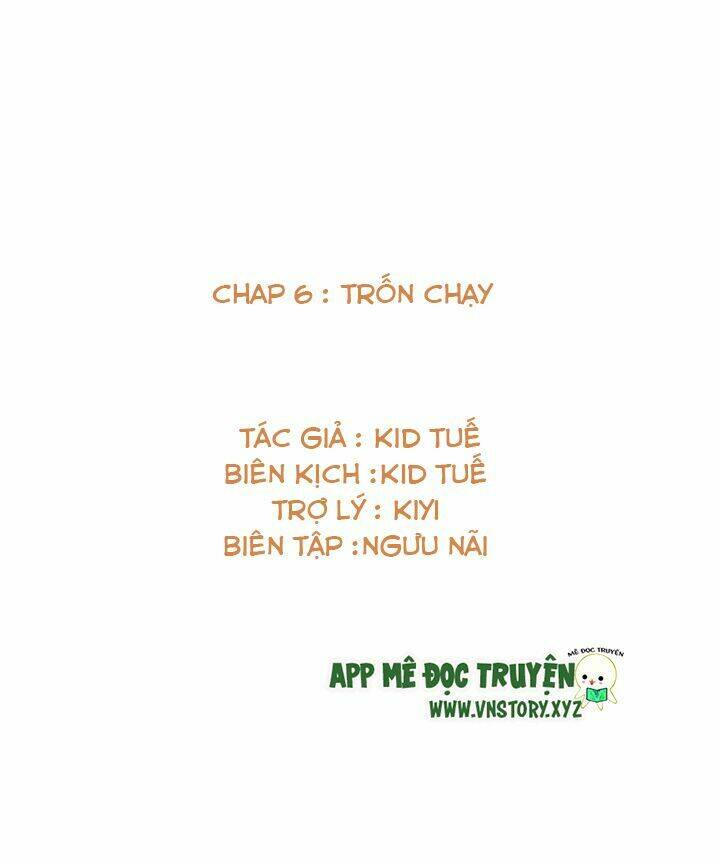 CHAP 6 : TRỐN CHẠY
TÁC GIẢ : KID TUẾ
BIÊN KỊCH :KID TUẾ
TRỢ LÝ : KIYI
BIÊN TẬP :NGƯU NÃI
MÊ ĐỌC TRUYỆN
APP MÊ ĐỌC TRUYỆN
WWW.VNSTORY.XYZ